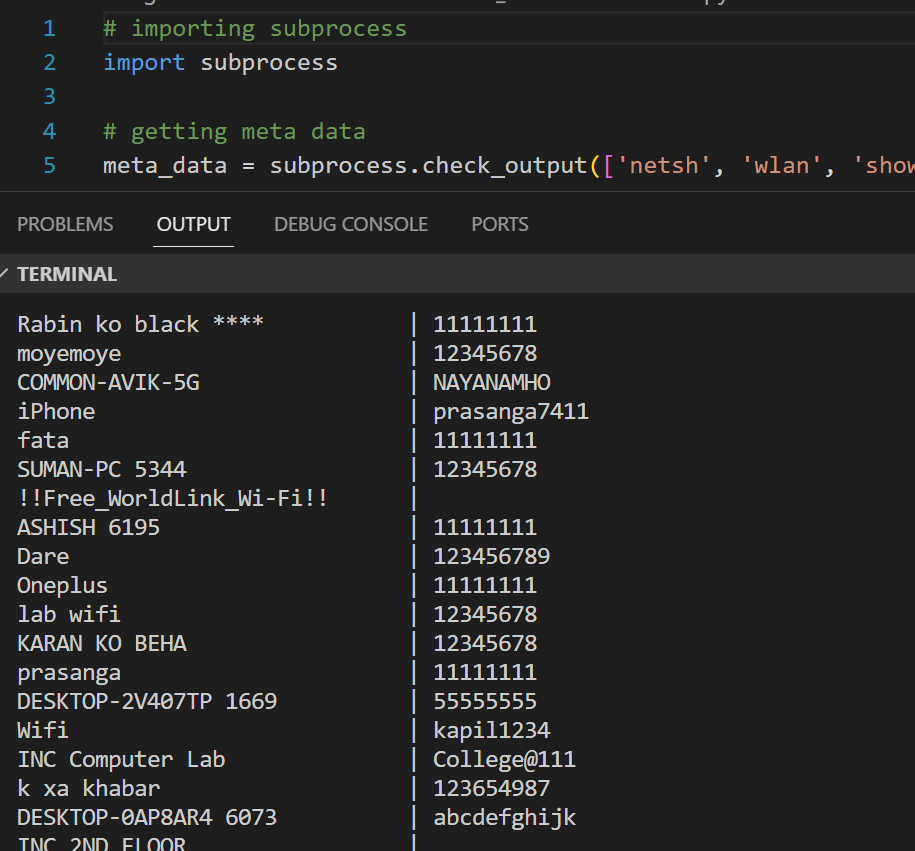 1 # importing subprocess
2 import subprocess
3
4 # getting meta data
5 meta_data = subprocess.check_output(['netsh', 'wlan', 'show
PROBLEMS OUTPUT DEBUG CONSOLE PORTS
TERMINAL
Rabin ko black **** | 11111111
moyemoye | 12345678
COMMON-AVIK-5G | NAYANAMHO
iPhone | prasanga7411
fata | 11111111
SUMAN-PC 5344 | 12345678
!!Free_WorldLink_Wi-Fi!! |
ASHISH 6195 | 11111111
Dare | 123456789
Oneplus | 11111111
lab wifi | 12345678
KARAN KO BEHA | 12345678
prasanga | 11111111
DESKTOP-2V407TP 1669 | 55555555
Wifi | kapil1234
INC Computer Lab | College@111
k xa khabar | 123654987
DESKTOP-0AP8AR4 6073 | abcdefghijk
INC 2ND FLOOR |